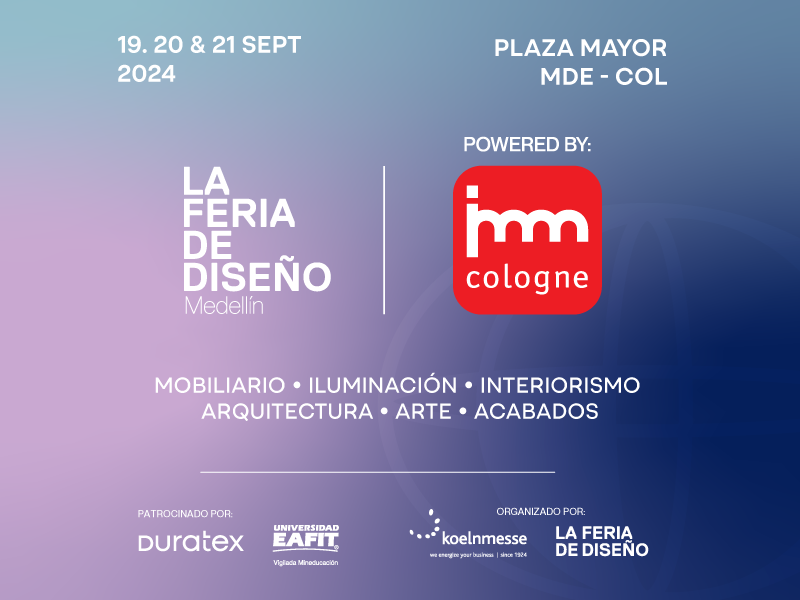 19. 20 & 21 SEPT
2024
PLAZA MAYOR
MDE - COL
POWERED BY:
LA
FERIA
DE
DISEÑO
Medellín
imm
cologne
MOBILIARIO • ILUMINACIÓN • INTERIORISMO
ARQUITECTURA • ARTE • ACABADOS
PATROCINADO POR:
Duratex
UNIVERSIDAD
EAFIT
Vigilada Mineducación
ORGANIZADO POR:
koelnmesse
we energize your business | since 1924
LA FERIA
DE DISEÑO